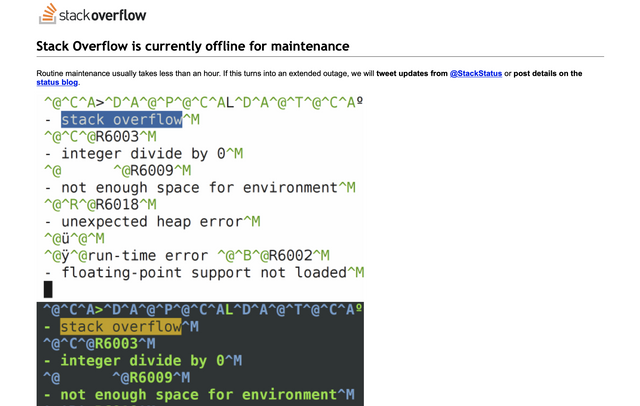 stackoverflow
Stack Overflow is currently offline for maintenance
Routine maintenance usually takes less than an hour. If this turns into an extended outage, we will tweet updates from @StackStatus or post details on the
status blog.
^@^C^A>^D^A^@^P^@^C^AL^D^A^@^T^@^C^Aº
- stack overflow^M
^@^C^@R6003^M
- integer divide by 0^M
^@      ^@R6009^M
- not enough space for environment^M
^@^R^@R6018^M
- unexpected heap error^M
^@ü^@^M
^@ÿ^@run-time error ^@^B^@R6002^M
- floating-point support not loaded^M
^@^C^A>^D^A^@^P^@^C^AL^D^A^@^T^@^C^Aº
- stack overflow^M
^@^C^@R6003^M
- integer divide by 0^M
^@      ^@R6009^M
- not enough space for environment^M